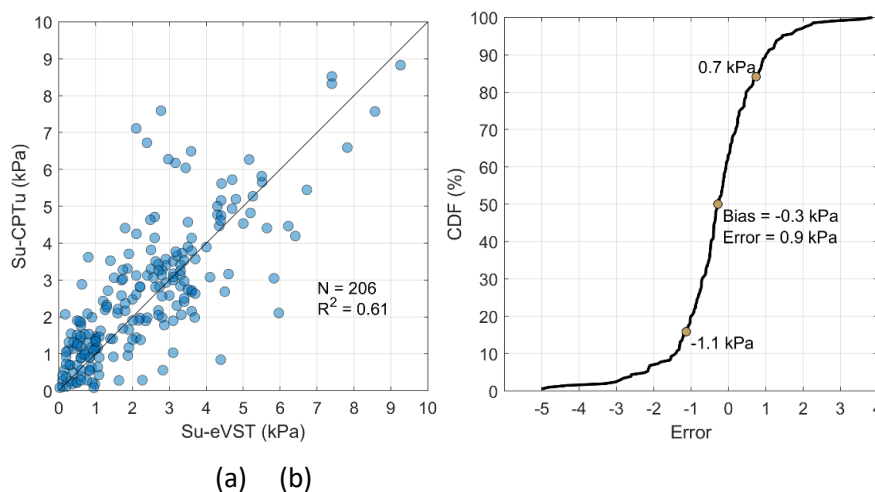 10
9
8
7
6
5
4
3
2
1
0
Su-CPTu (kPa)
N = 206
R² = 0.61
0 1 2 3 4 5 6 7 8 9 10
Su-eVST (kPa)
100
90
80
70
60
50
40
30
20
10
0
CDF (%)
0.7 kPa
Bias = -0.3 kPa
Error = 0.9 kPa
-1.1 kPa
-5 -4 -3 -2 -1 0 1 2 3 4
Error
(a) (b)